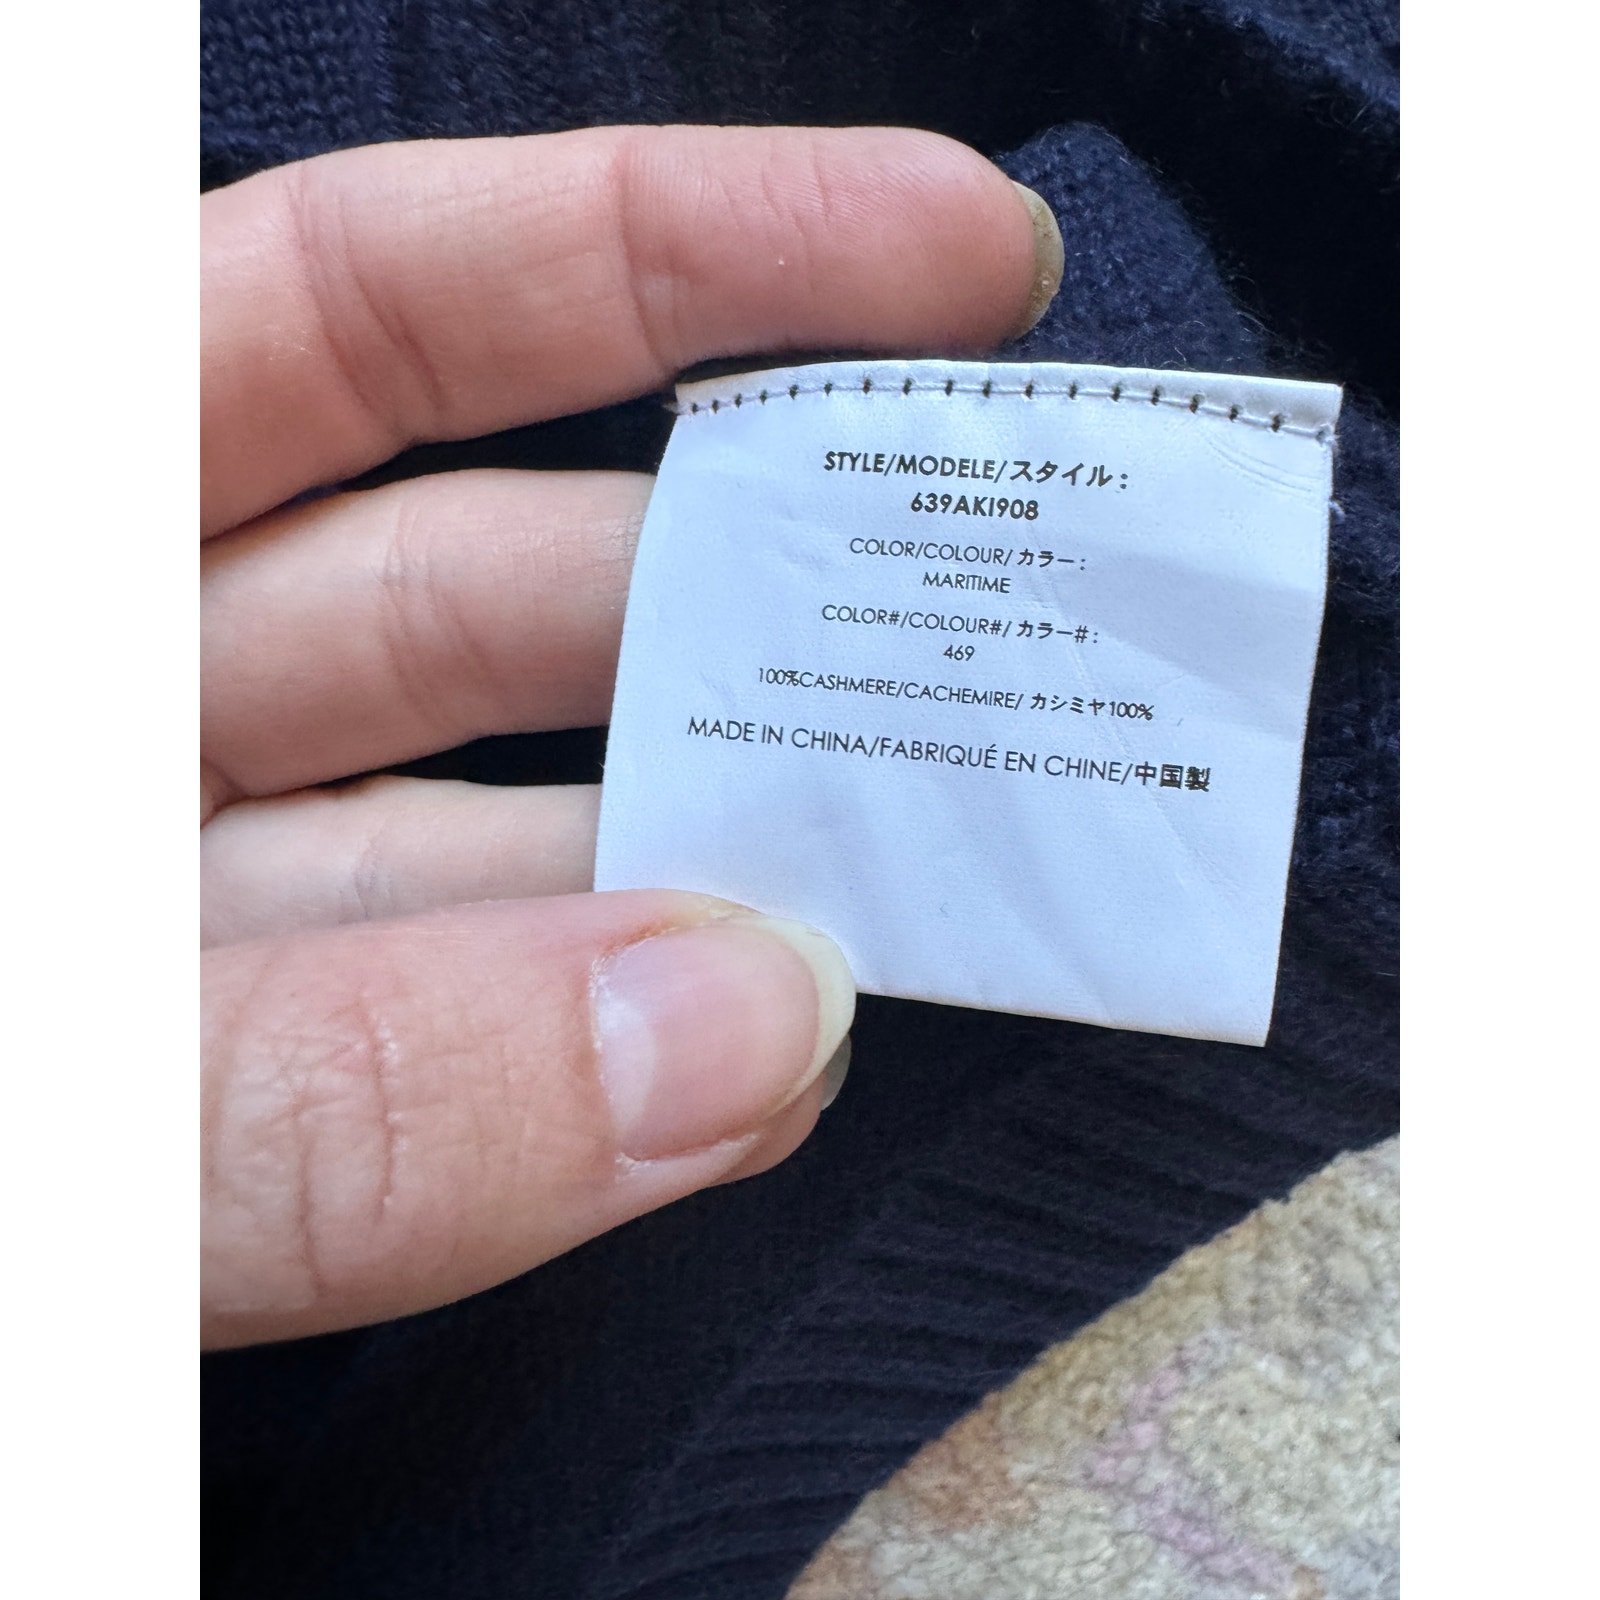 STYLE/MODELE/スタイル:
639AKI908
COLOR/COLOUR/カラー:
MARITIME
COLOR#/COLOUR#/カラー#:
469
100%CASHMERE/CACHEMIRE/ カシミヤ100%
MADE IN CHINA/FABRIQUÉ EN CHINE/中国製